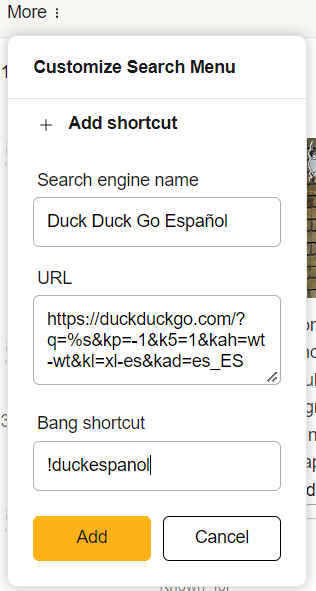 More
Customize Search Menu
+ Add shortcut
Search engine name
Duck Duck Go Español
URL
https://duckduckgo.com/?
q=%s&kp=-1&k5=1&kah=wt
-wt&kl=xl-es&kad=es_ES
Bang shortcut
!duckespanol
Add
Cancel